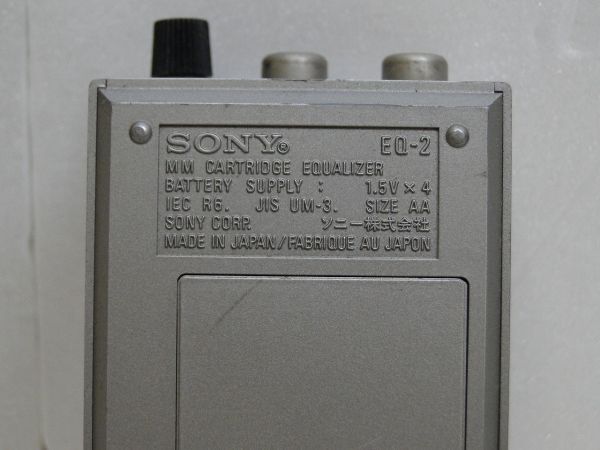 SONY® EQ-2
MM CARTRIDGE EQUALIZER
BATTERY SUPPLY : 1.5V × 4
IEC R6. JIS UM-3. SIZE AA
SONY CORP. ソニー株式会社
MADE IN JAPAN/FABRIQUE AU JAPON